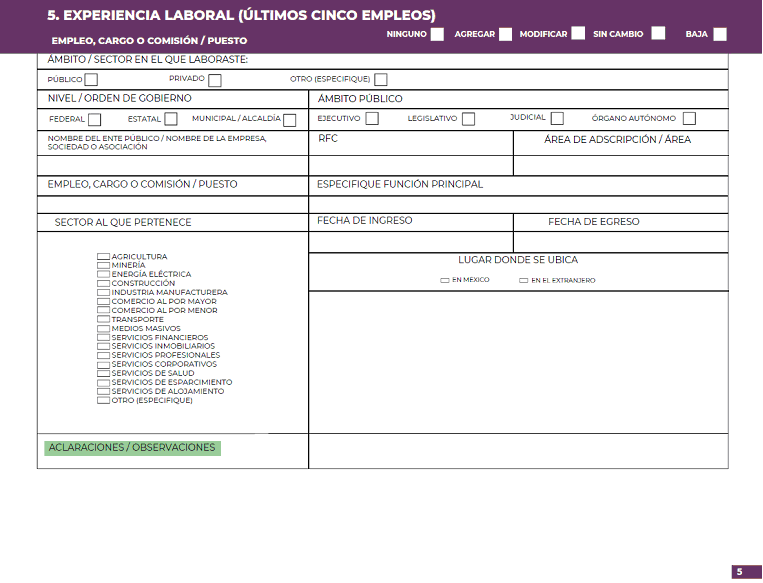 5. EXPERIENCIA LABORAL (ÚLTIMOS CINCO EMPLEOS)
EMPLEO, CARGO O COMISIÓN / PUESTO
NINGUNO AGREGAR MODIFICAR SIN CAMBIO BAJA
ÁMBITO / SECTOR EN EL QUE LABORASTE:
PÚBLICO PRIVADO OTRO (ESPECIFIQUE)
NIVEL / ORDEN DE GOBIERNO ÁMBITO PÚBLICO
FEDERAL ESTATAL MUNICIPAL / ALCALDÍA EJECUTIVO LEGISLATIVO JUDICIAL ÓRGANO AUTÓNOMO
NOMBRE DEL ENTE PÚBLICO / NOMBRE DE LA EMPRESA,
SOCIEDAD O ASOCIACIÓN
RFC ÁREA DE ADSCRIPCIÓN / ÁREA
EMPLEO, CARGO O COMISIÓN / PUESTO ESPECIFIQUE FUNCIÓN PRINCIPAL
SECTOR AL QUE PERTENECE FECHA DE INGRESO FECHA DE EGRESO
AGRICULTURA
MINERÍA
ENERGÍA ELÉCTRICA
CONSTRUCCIÓN
INDUSTRIA MANUFACTURERA
COMERCIO AL POR MAYOR
COMERCIO AL POR MENOR
TRANSPORTE
MEDIOS MASIVOS
SERVICIOS FINANCIEROS
SERVICIOS INMOBILIARIOS
SERVICIOS PROFESIONALES
SERVICIOS CORPORATIVOS
SERVICIOS DE SALUD
SERVICIOS DE ESPARCIMIENTO
SERVICIOS DE ALOJAMIENTO
OTRO (ESPECIFIQUE)
LUGAR DONDE SE UBICA
EN MEXICO EN EL EXTRANJERO
ACLARACIONES / OBSERVACIONES
5